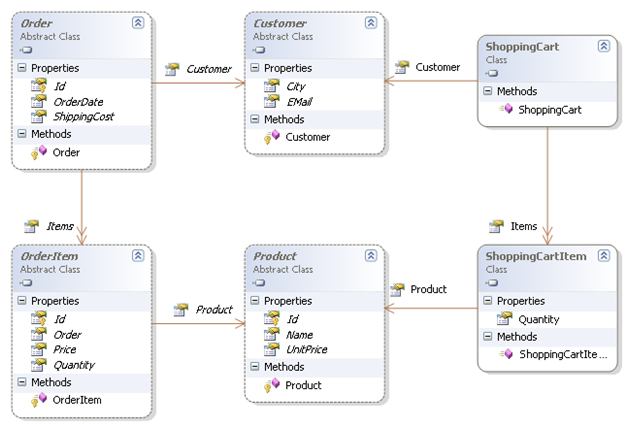 Order
Abstract Class
Properties
Id
OrderDate
ShippingCost
Methods
Order
Customer
Customer
Abstract Class
Properties
City
EMail
Methods
Customer
Customer
ShoppingCart
Class
Methods
ShoppingCart
Items
Items
OrderItem
Abstract Class
Properties
Id
Order
Price
Quantity
Methods
OrderItem
Product
Product
Abstract Class
Properties
Id
Name
UnitPrice
Methods
Product
Product
ShoppingCartItem
Class
Properties
Quantity
Methods
ShoppingCartIte...